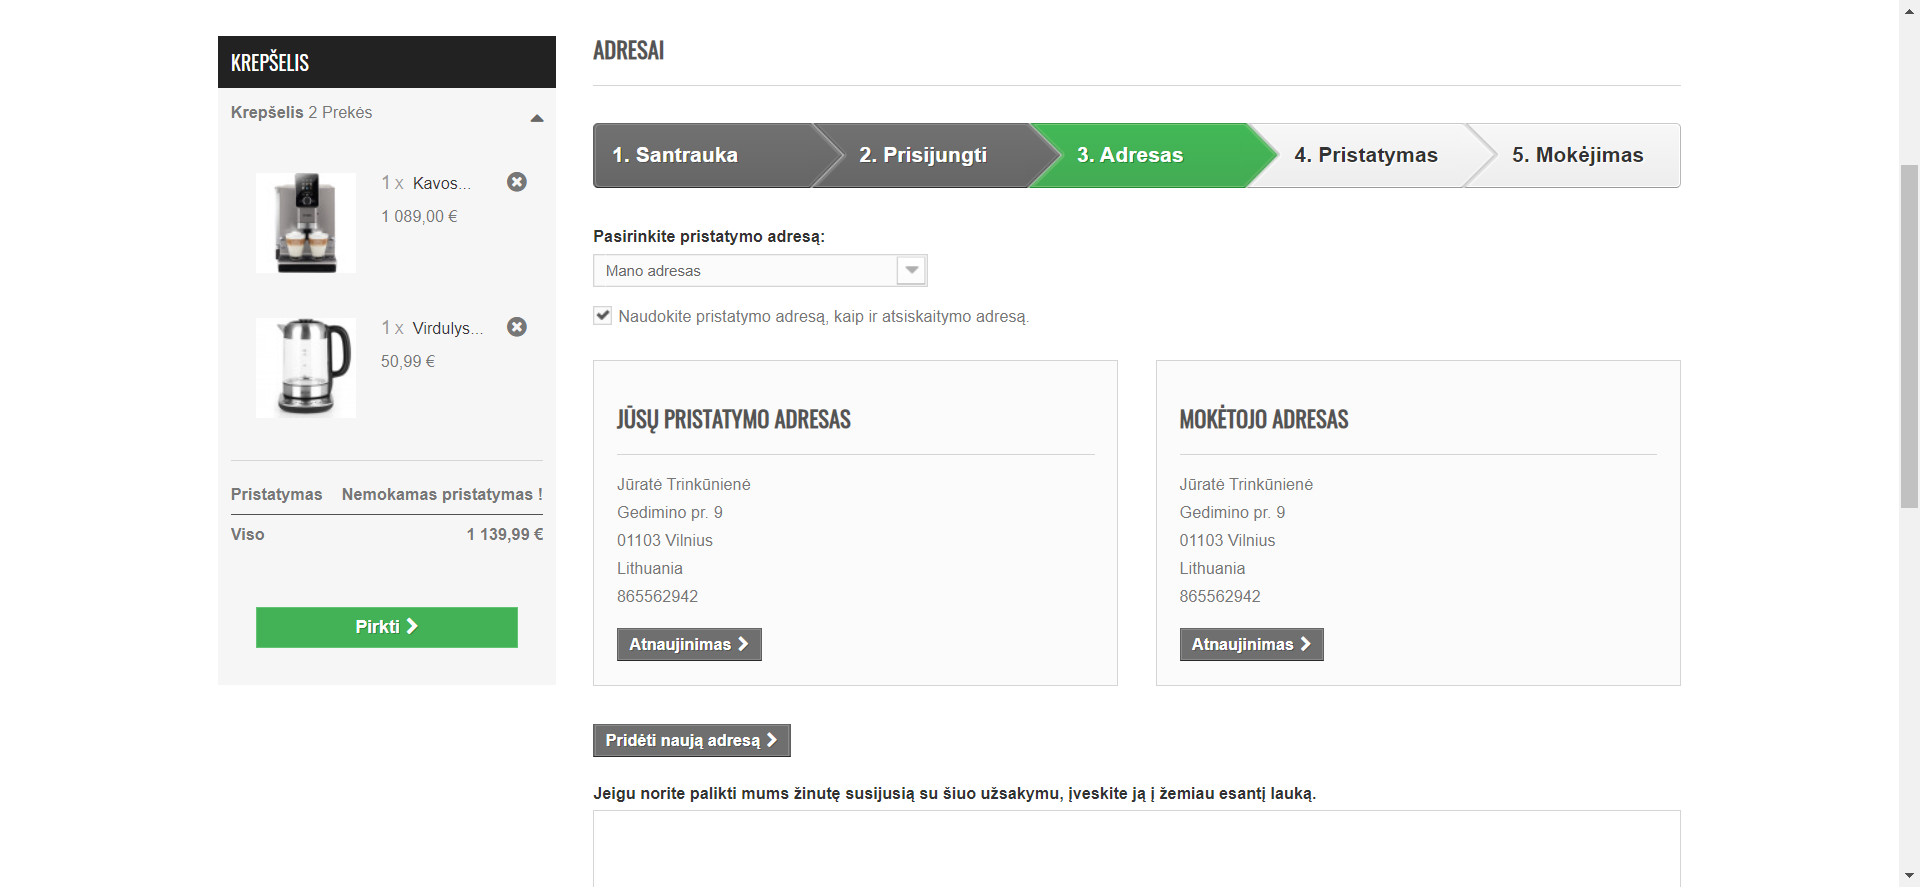 KREPŠELIS
Krepšelis 2 Prekės
1 x Kavos...
1 089,00 €
1 x Virdulys...
50,99 €
Pristatymas Nemokamas pristatymas !
Viso 1 139,99 €
Pirkti
ADRESAI
1. Santrauka
2. Prisijungti
3. Adresas
4. Pristatymas
5. Mokėjimas
Pasirinkite pristatymo adresą:
Mano adresas
Naudokite pristatymo adresą, kaip ir atsiskaitymo adresą.
JŪSŲ PRISTATYMO ADRESAS
Jūratė Trinkūnienė
Gedimino pr. 9
01103 Vilnius
Lithuania
865562942
Atnaujinimas
MOKĖTOJO ADRESAS
Jūratė Trinkūnienė
Gedimino pr. 9
01103 Vilnius
Lithuania
865562942
Atnaujinimas
Pridėti naują adresą
Jeigu norite palikti mums žinutę susijusią su šiuo užsakymu, įveskite ją į žemiau esantį lauką.